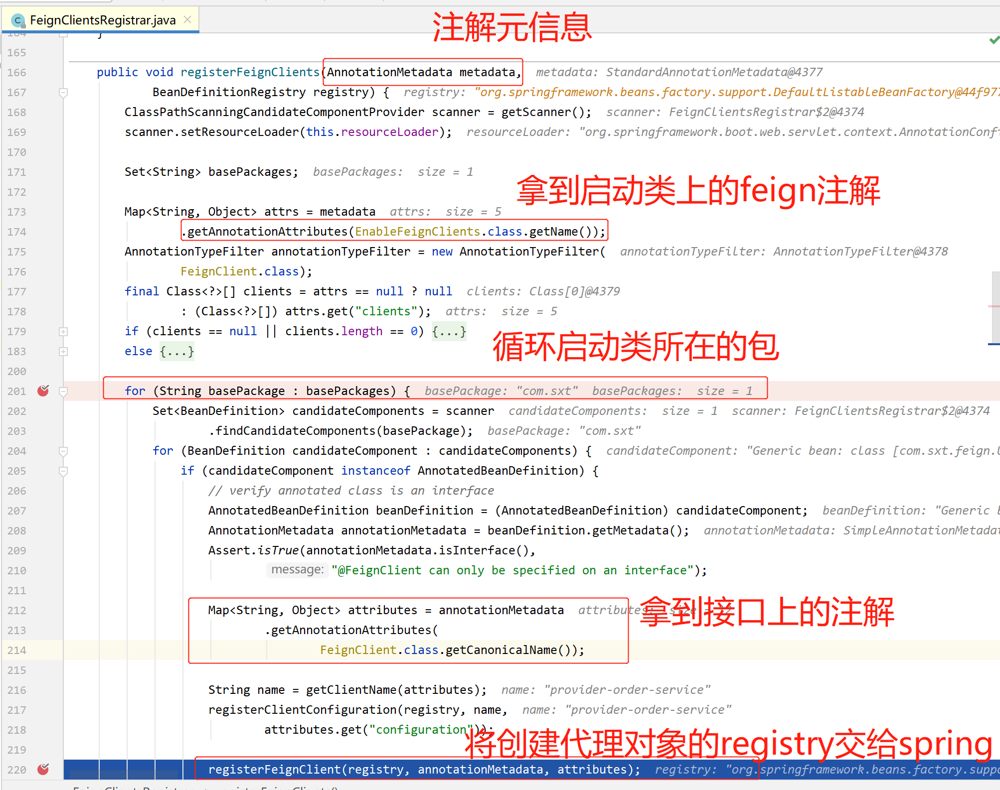 FeignClientsRegistrar.java
注解元信息
164 }
165
166 public void registerFeignClients(AnnotationMetadata metadata, metadata: StandardAnnotationMetadata@4377
167 BeanDefinitionRegistry registry) { registry: "org.springframework.beans.factory.support.DefaultListableBeanFactory@44f977
168 ClassPathScanningCandidateComponentProvider scanner = getScanner(); scanner: FeignClientsRegistrar$2@4374
169 scanner.setResourceLoader(this.resourceLoader); resourceLoader: "org.springframework.boot.web.servlet.context.AnnotationConfi
170
171 Set<String> basePackages; basePackages: size = 1
拿到启动类上的feign注解
172
173 Map<String, Object> attrs = metadata attrs: size = 5
174 .getAnnotationAttributes(EnableFeignClients.class.getName());
175 AnnotationTypeFilter annotationTypeFilter = new AnnotationTypeFilter( annotationTypeFilter: AnnotationTypeFilter@4378
176 FeignClient.class);
177 final Class<?>[] clients = attrs == null ? null clients: Class[0]@4379
178 : (Class<?>[]) attrs.get("clients"); attrs: size = 5
179 if (clients == null || clients.length == 0) {...}
循环启动类所在的包
183 else {...}
200
201 for (String basePackage : basePackages) { basePackage: "com.sxt" basePackages: size = 1
202 Set<BeanDefinition> candidateComponents = scanner candidateComponents: size = 1 scanner: FeignClientsRegistrar$2@4374
203 .findCandidateComponents(basePackage); basePackage: "com.sxt"
204 for (BeanDefinition candidateComponent : candidateComponents) { candidateComponent: "Generic bean: class [com.sxt.feign.
205 if (candidateComponent instanceof AnnotatedBeanDefinition) {
206 // verify annotated class is an interface
207 AnnotatedBeanDefinition beanDefinition = (AnnotatedBeanDefinition) candidateComponent; beanDefinition: "Generic
208 AnnotationMetadata annotationMetadata = beanDefinition.getMetadata(); annotationMetadata: SimpleAnnotationMetadat
209 Assert.isTrue(annotationMetadata.isInterface(),
210 message: "@FeignClient can only be specified on an interface");
211
212 Map<String, Object> attributes = annotationMetadata attributes: size =
拿到接口上的注解
213 .getAnnotationAttributes(
214 FeignClient.class.getCanonicalName());
215
216 String name = getClientName(attributes); name: "provider-order-service"
217 registerClientConfiguration(registry, name, name: "provider-order-service"
218 attributes.get("configuration"));
将创建代理对象的registry交给spring
219
220 registerFeignClient(registry, annotationMetadata, attributes); registry: "org.springframework.beans.factory.supp